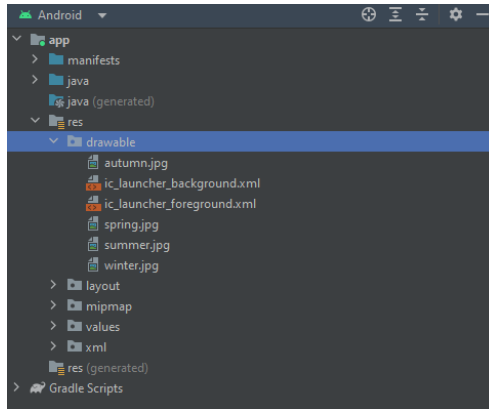 Android
app
manifests
java
java (generated)
res
drawable
autumn.jpg
ic_launcher_background.xml
ic_launcher_foreground.xml
spring.jpg
summer.jpg
winter.jpg
layout
mipmap
values
xml
res (generated)
Gradle Scripts